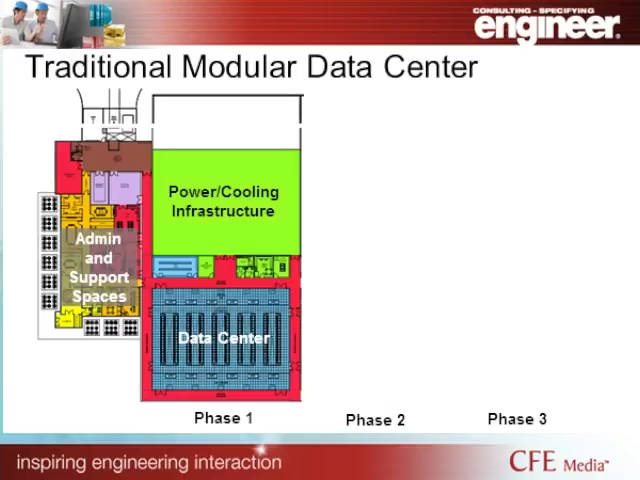 CONSULTING - SPECIFYING
engineer
Traditional Modular Data Center
Power/Cooling
Infrastructure
Admin
and
Support
Spaces
Data Center
Phase 1
Phase 2
Phase 3
inspiring engineering interaction
CFE Media™